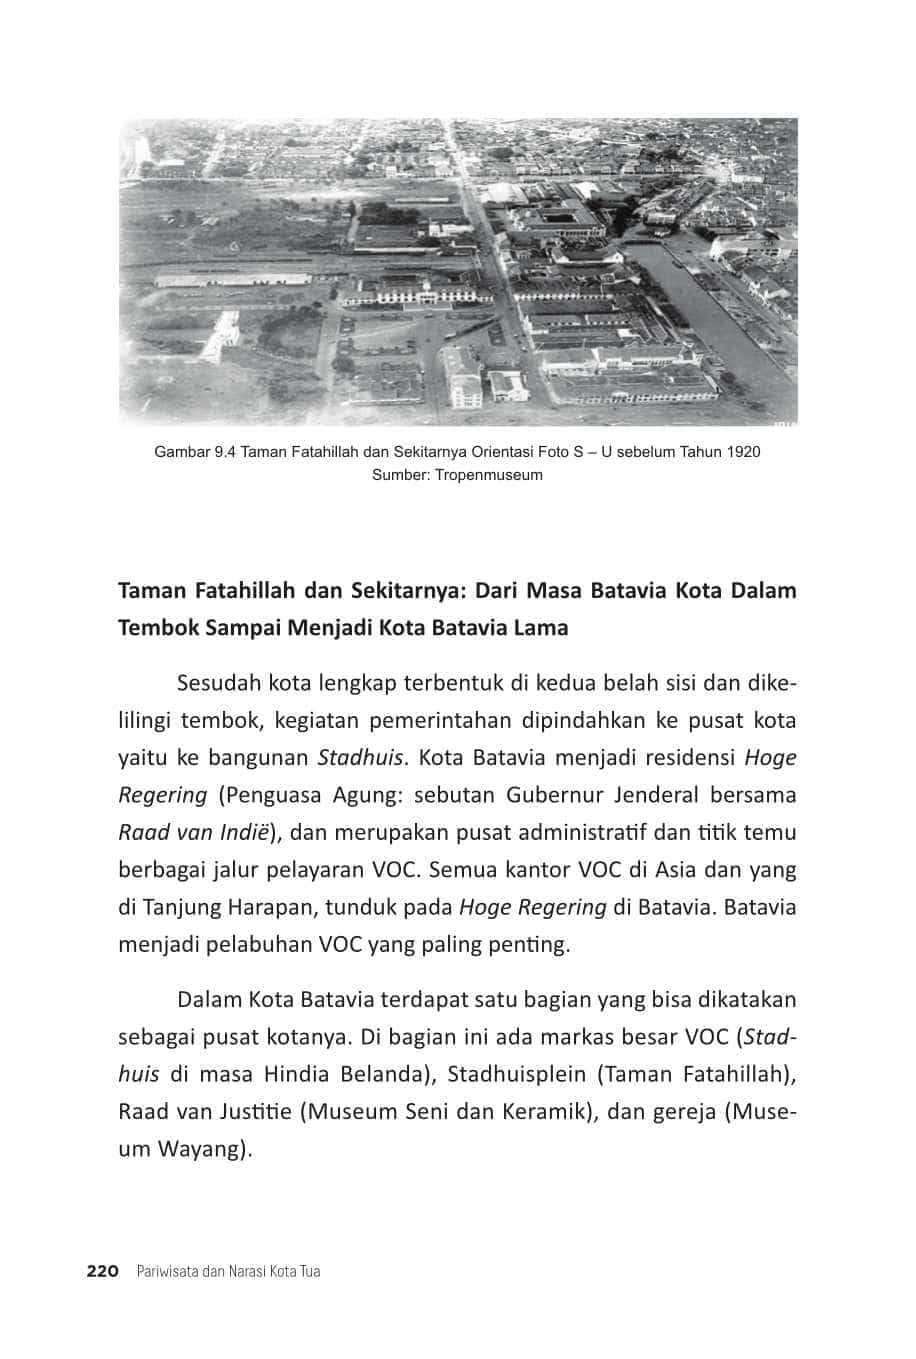 Gambar 9.4 Taman Fatahillah dan Sekitarnya Orientasi Foto S – U sebelum Tahun 1920
Sumber: Tropenmuseum
Taman Fatahillah dan Sekitarnya: Dari Masa Batavia Kota Dalam
Tembok Sampai Menjadi Kota Batavia Lama
Sesudah kota lengkap terbentuk di kedua belah sisi dan dike-
lilingi tembok, kegiatan pemerintahan dipindahkan ke pusat kota
yaitu ke bangunan Stadhuis. Kota Batavia menjadi residensi Hoge
Regering (Penguasa Agung: sebutan Gubernur Jenderal bersama
Raad van Indië), dan merupakan pusat administratif dan titik temu
berbagai jalur pelayaran VOC. Semua kantor VOC di Asia dan yang
di Tanjung Harapan, tunduk pada Hoge Regering di Batavia. Batavia
menjadi pelabuhan VOC yang paling penting.
Dalam Kota Batavia terdapat satu bagian yang bisa dikatakan
sebagai pusat kotanya. Di bagian ini ada markas besar VOC (Stad-
huis di masa Hindia Belanda), Stadhuisplein (Taman Fatahillah),
Raad van Justitie (Museum Seni dan Keramik), dan gereja (Muse-
um Wayang).
220 Pariwisata dan Narasi Kota Tua